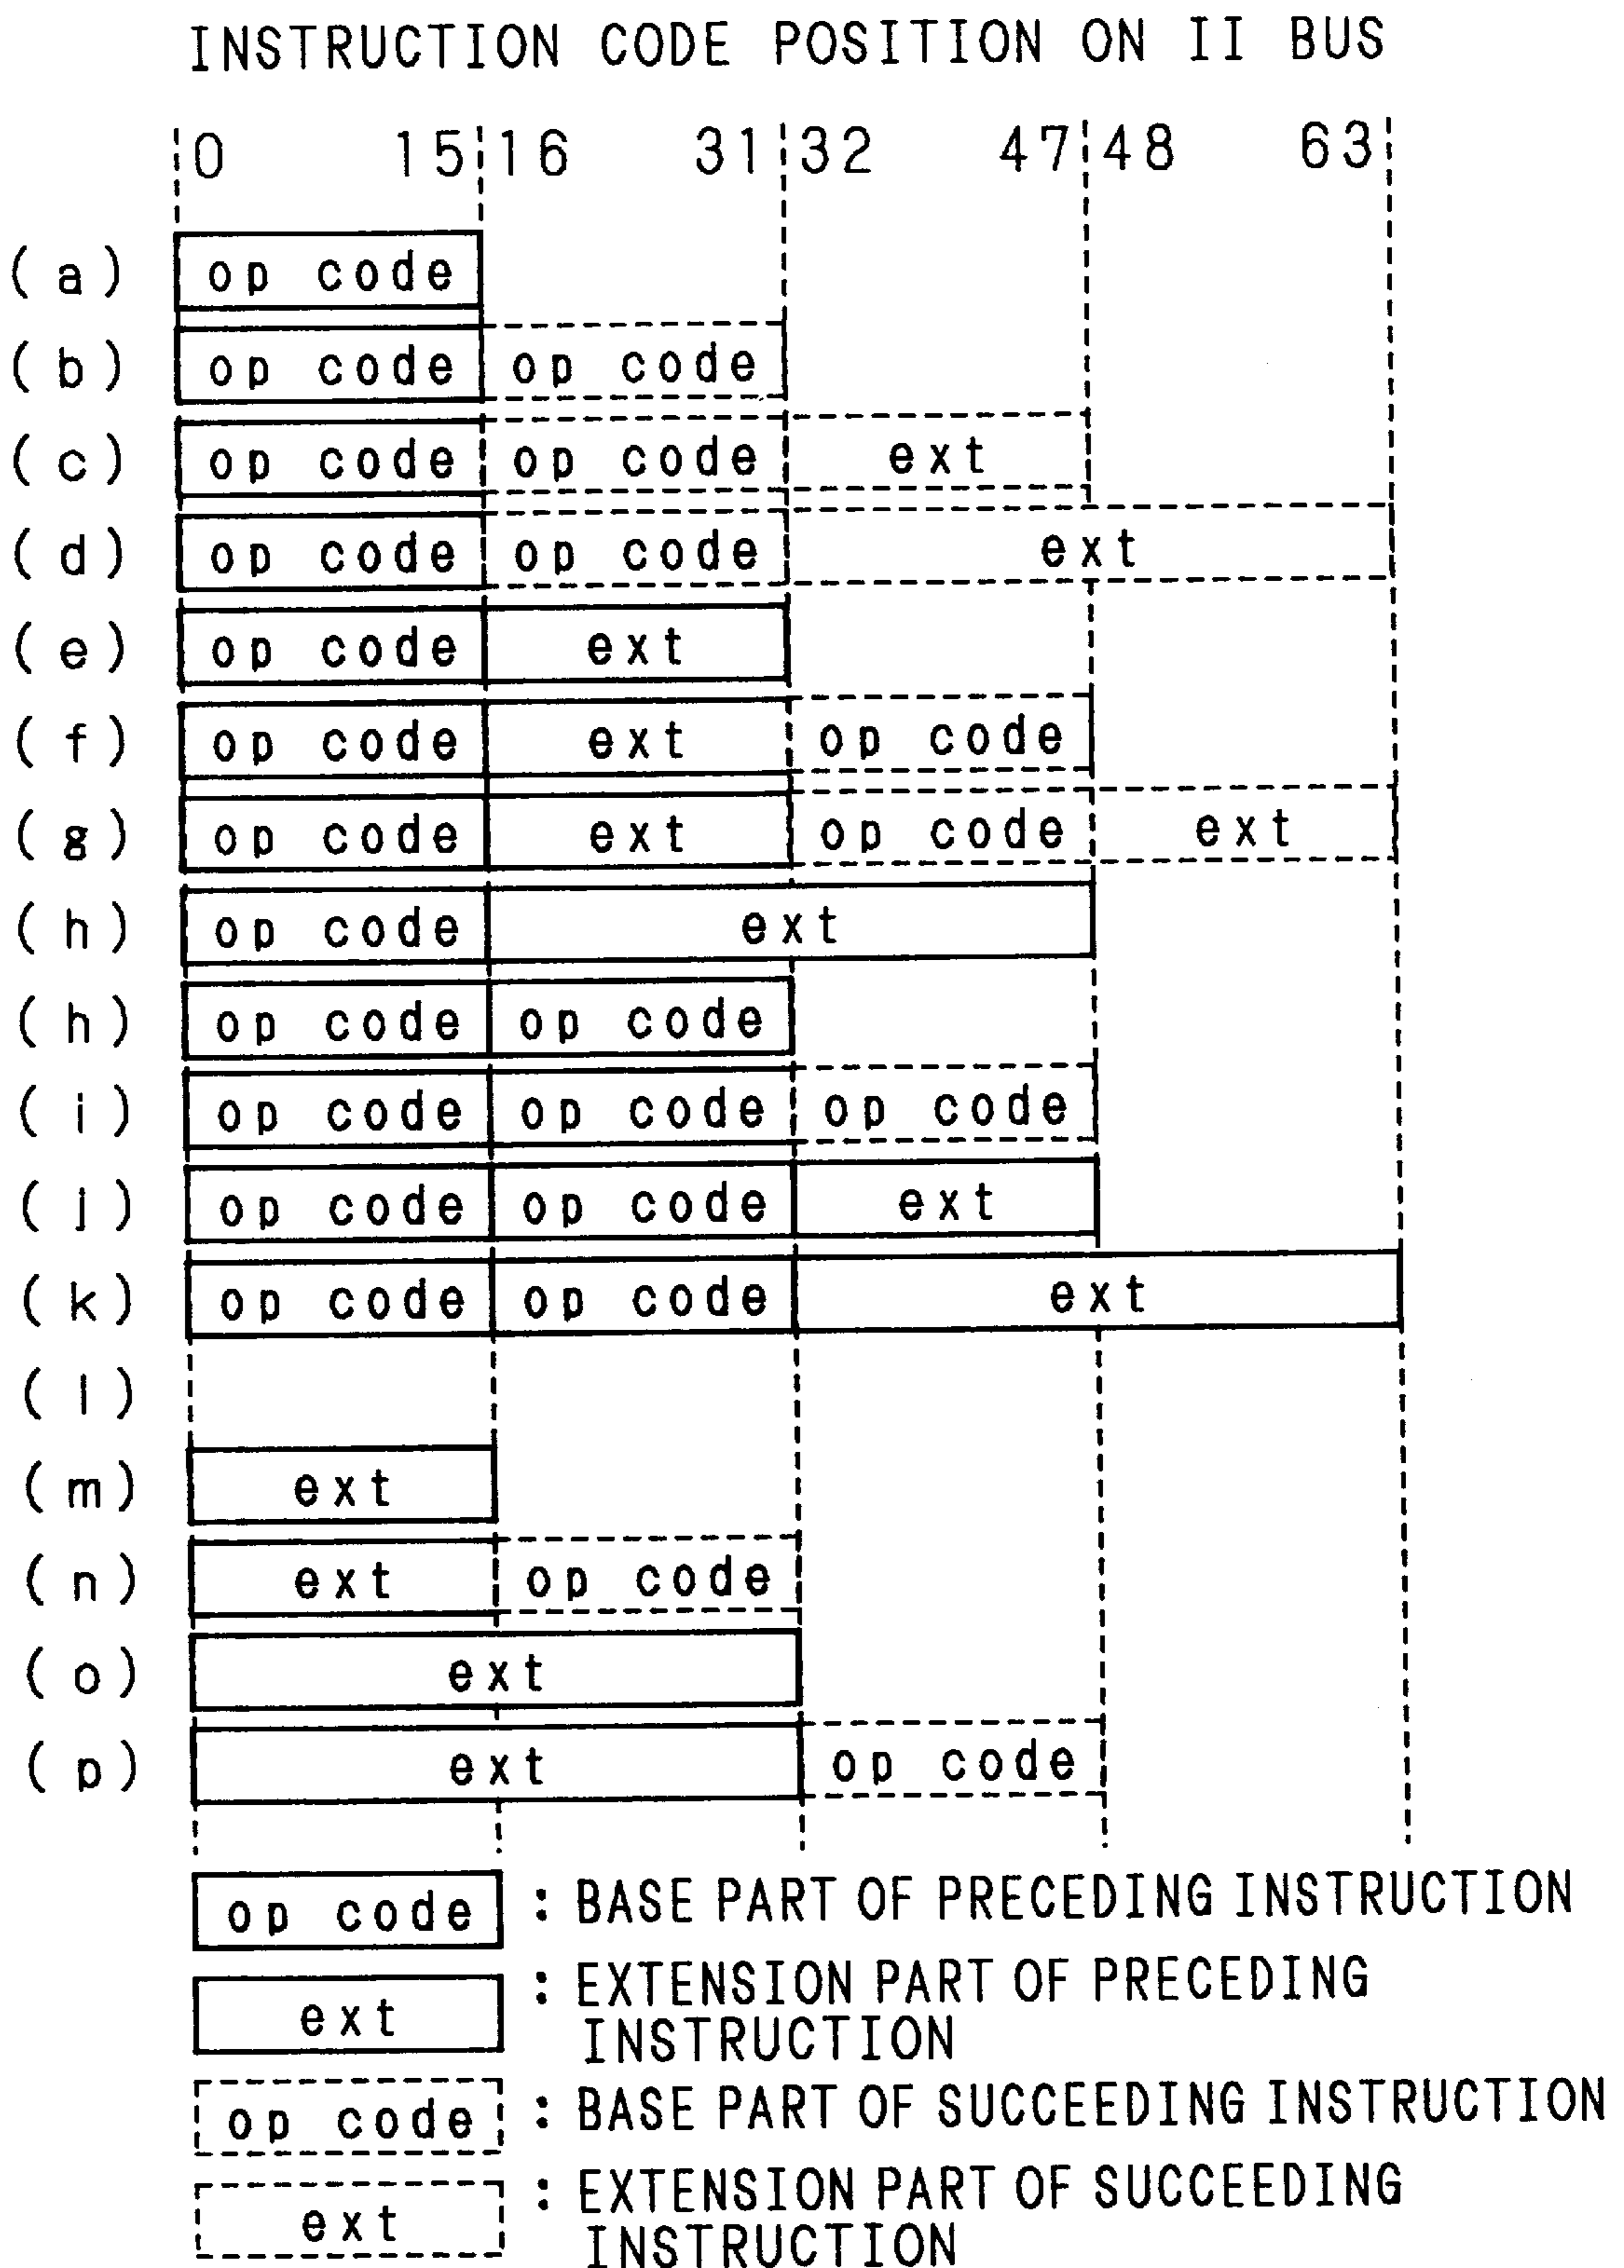 INSTRUCTION CODE POSITION ON II BUS
0 15 16 31 32 47 48 63
(a) op code
(b) op code op code
(c) op code op code ext
(d) op code op code ext
(e) op code ext
(f) op code ext op code
(g) op code ext op code ext
(h) op code ext
(h) op code op code
(i) op code op code op code
(j) op code op code ext
(k) op code op code ext
(l)
(m) ext
(n) ext op code
(o) ext
(p) ext op code
op code : BASE PART OF PRECEDING INSTRUCTION
ext : EXTENSION PART OF PRECEDING
INSTRUCTION
op code : BASE PART OF SUCCEEDING INSTRUCTION
ext : EXTENSION PART OF SUCCEEDING
INSTRUCTION